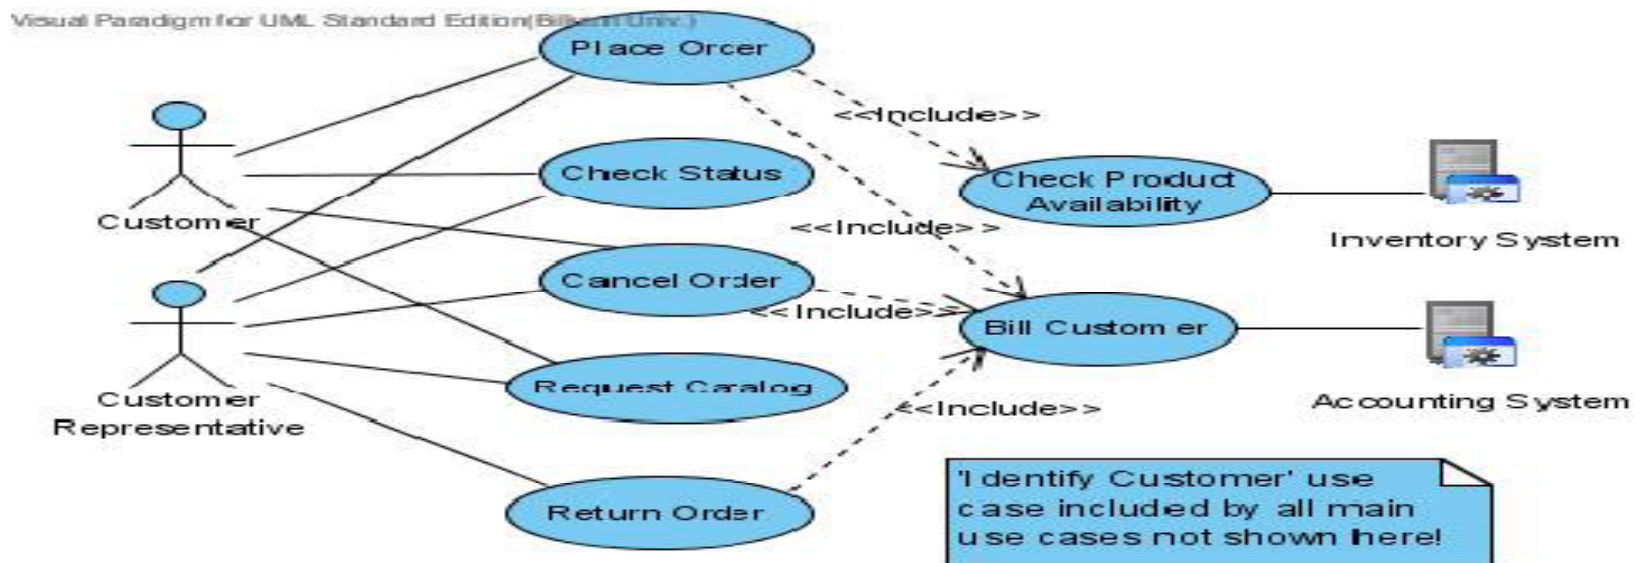 Visual Paradigm for UML Standard Edition(Bilkent Univ.)
Place Order
<<Include>>
Check Status
Check Product
Availability
Customer
<<Include>>
Inventory System
Cancel Order
<<Include>>
Bill Customer
Request Caralog
Customer
Representative
<<Include>>
Accounting System
'Identify Customer' use
case included by all main
use cases not shown here!
Return Order